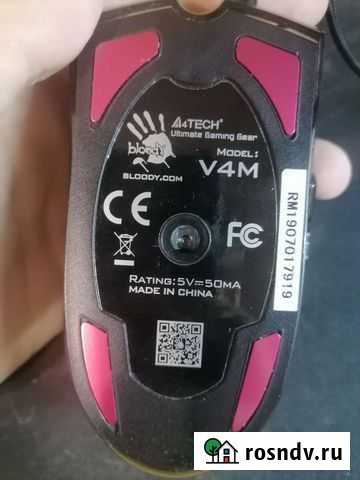 A4TECH®
Ultimate Gaming Gear
bloody
MODEL:
BLOODY.COM
V4M
CE
FC
RM1907017919
RATING: 5V=50MA
MADE IN CHINA
rosndv.ru